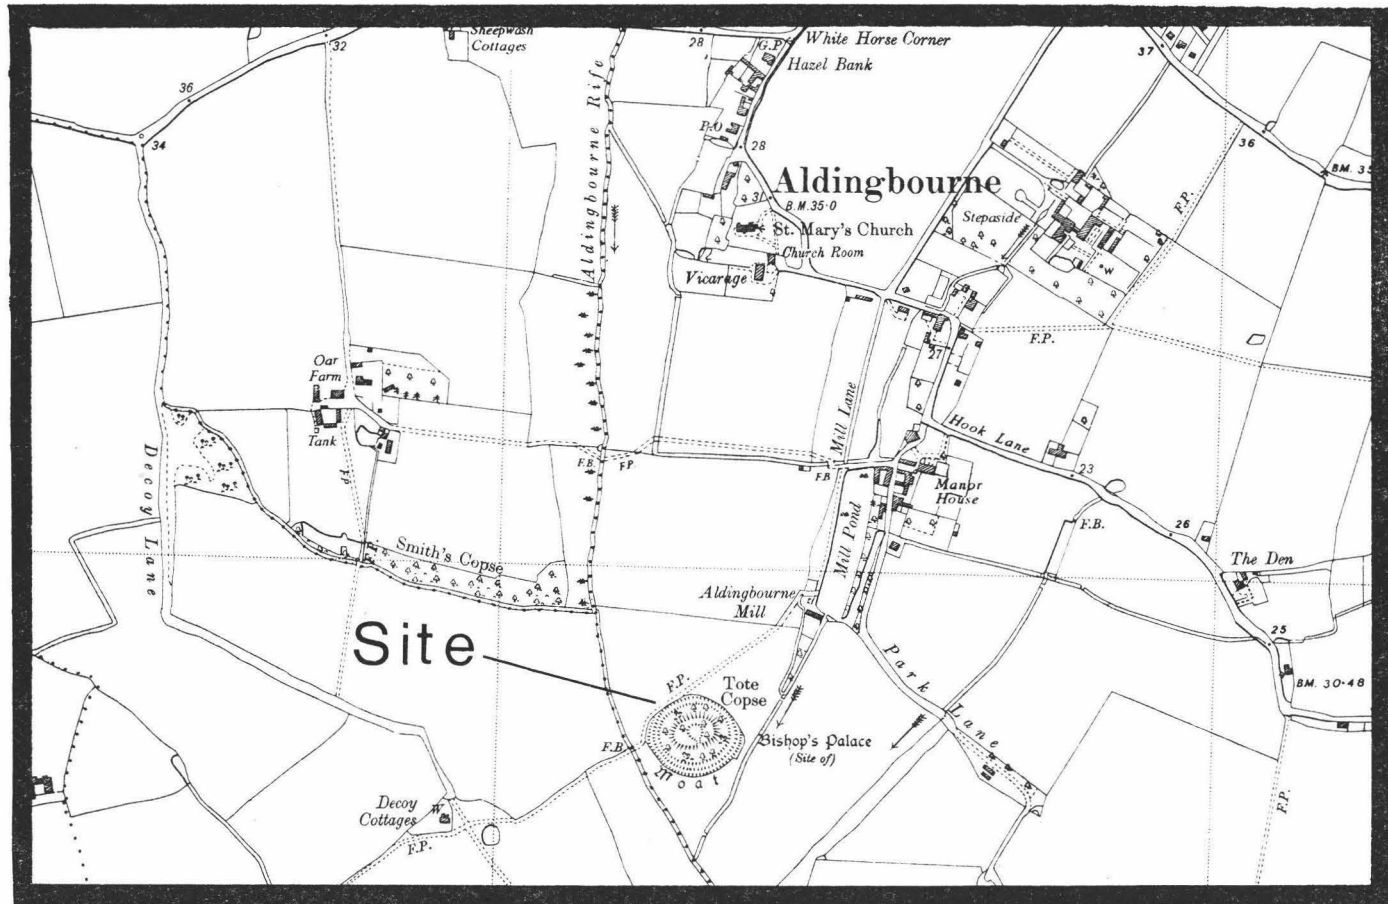 Sheepwash
Cottages
32
28
G.P.
White Horse Corner
Hazel Bank
37
36
34
Aldingbourne Rife
P.O
28
36
B.M. 35
Aldingbourne
31
B.M. 35·0
F.P.
Stepaside
St. Mary's Church
Church Room
Vicarage
W
F.P.
27
Oar
Farm
Tank
Mill Lane
Hook Lane
Decoy Lane
F.P.
F.B.
F.P.
F.B
23
Manor
House
Mill Pond
F.B.
26
Smith's Copse
The Den
Aldingbourne
Mill
25
Site
Park Lane
F.P.
Tote
Copse
B.M. 30·48
F.B.
Bishop's Palace
(Site of)
Moat
Decoy
Cottages
W
F.P.
F.P.